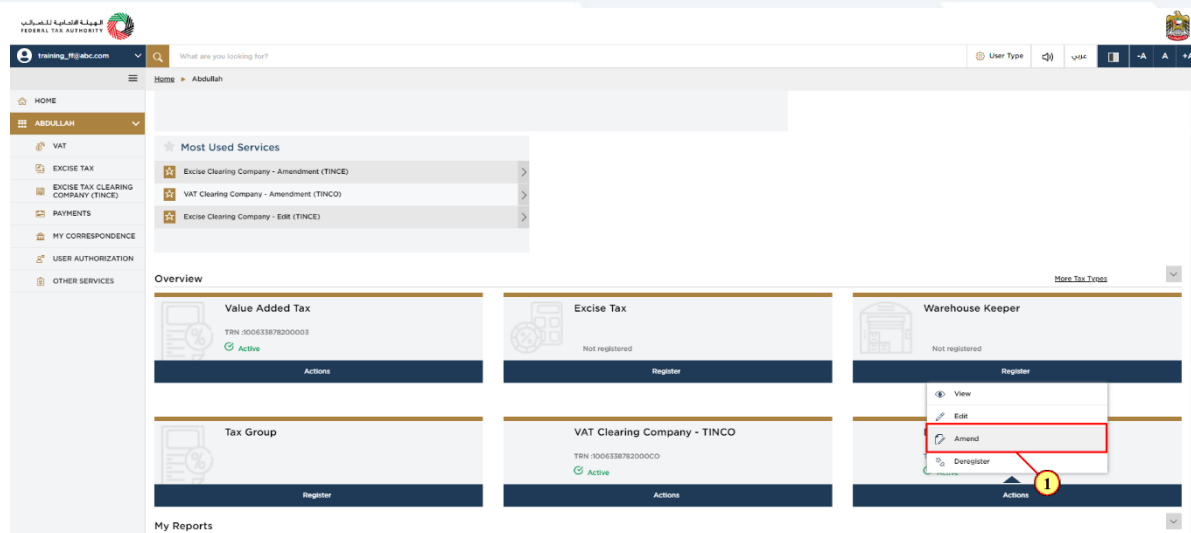 الهيئة الاتحادية للضرائب
FEDERAL TAX AUTHORITY
training_ff@abc.com
What are you looking for?
User Type
عربي
-A
A
+A
Home ▸ Abdullah
HOME
ABDULLAH
VAT
EXCISE TAX
EXCISE TAX CLEARING
COMPANY (TINCE)
PAYMENTS
MY CORRESPONDENCE
USER AUTHORIZATION
OTHER SERVICES
Most Used Services
Excise Clearing Company - Amendment (TINCE)
VAT Clearing Company - Amendment (TINCO)
Excise Clearing Company - Edit (TINCE)
Overview
More Tax Types
Value Added Tax
TRN :100633878200003
Active
Actions
Excise Tax
Not registered
Register
Warehouse Keeper
Not registered
Register
View
Edit
Amend
Deregister
1
Tax Group
Register
VAT Clearing Company - TINCO
TRN :1006338782000CO
Active
Actions
Actions
My Reports